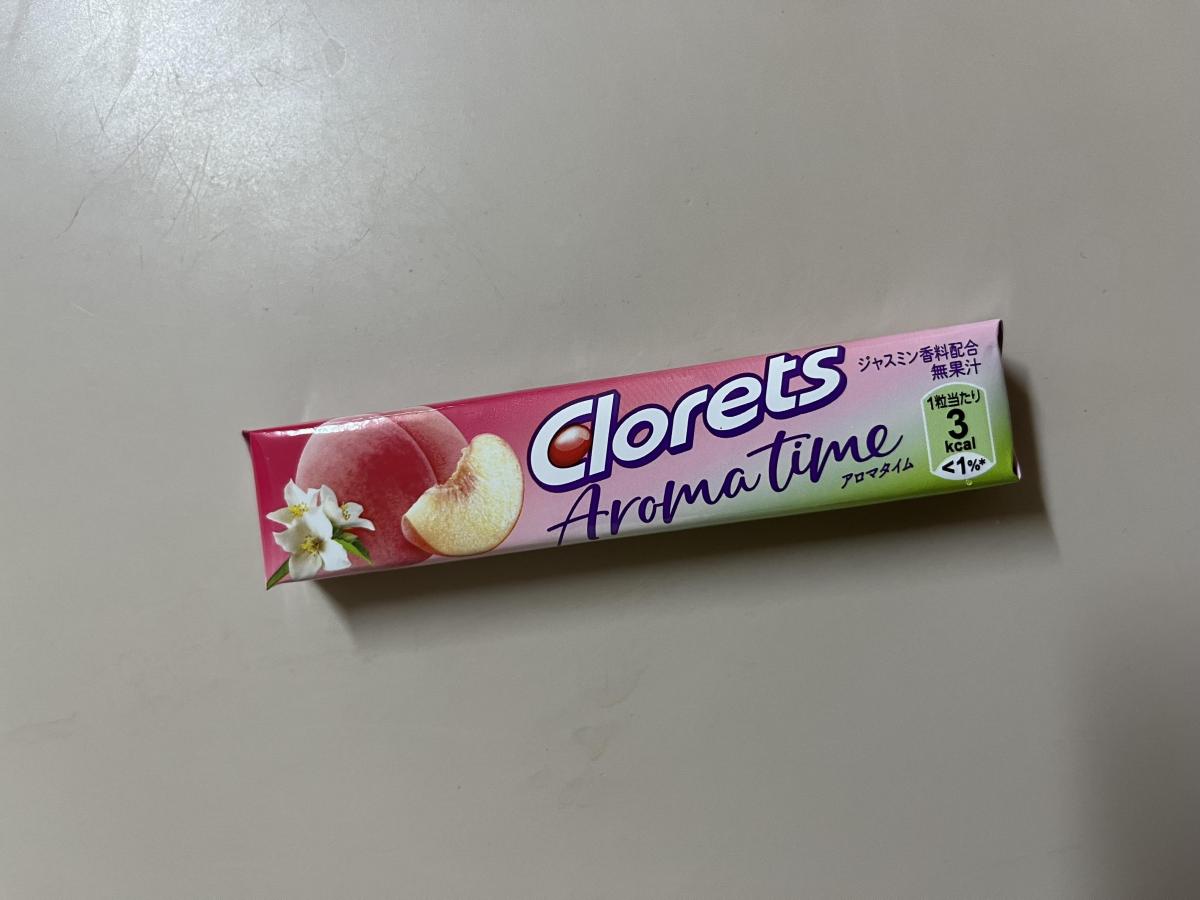 Clorets
Aroma time
アロマタイム
ジャスミン香料配合
無果汁
1粒当たり
3
kcal
<1%*